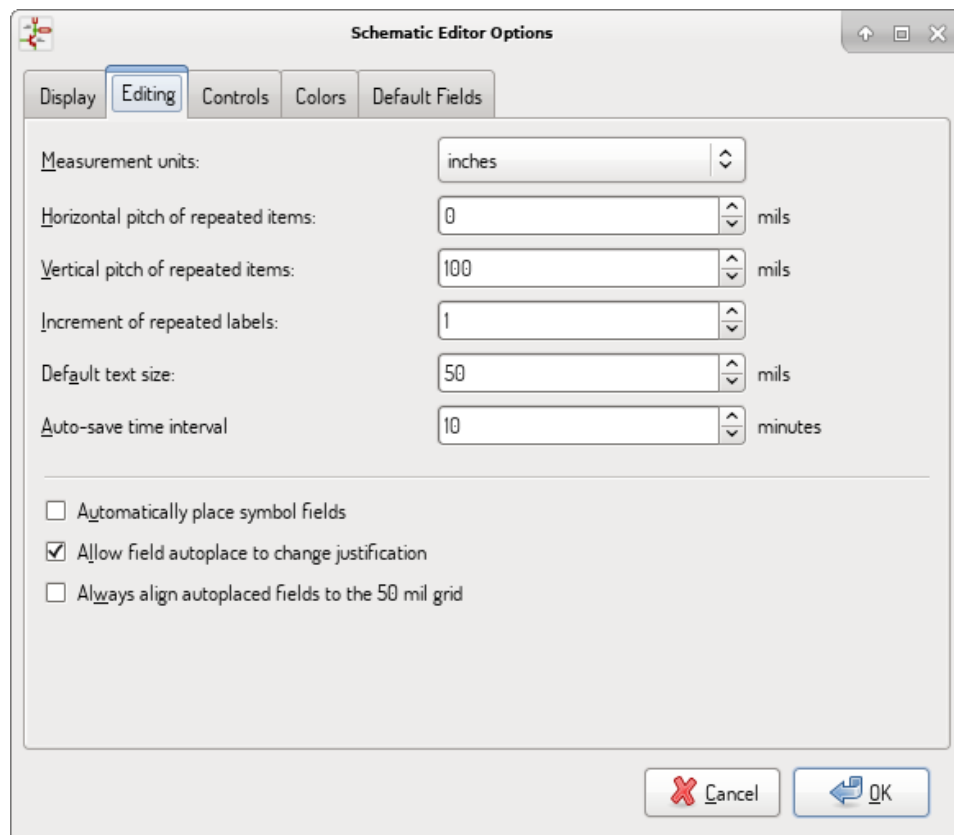 Schematic Editor Options
Display Editing Controls Colors Default Fields
Measurement units: inches
Horizontal pitch of repeated items: 0 mils
Vertical pitch of repeated items: 100 mils
Increment of repeated labels: 1
Default text size: 50 mils
Auto-save time interval 10 minutes
Automatically place symbol fields
Allow field autoplace to change justification
Always align autoplaced fields to the 50 mil grid
Cancel OK